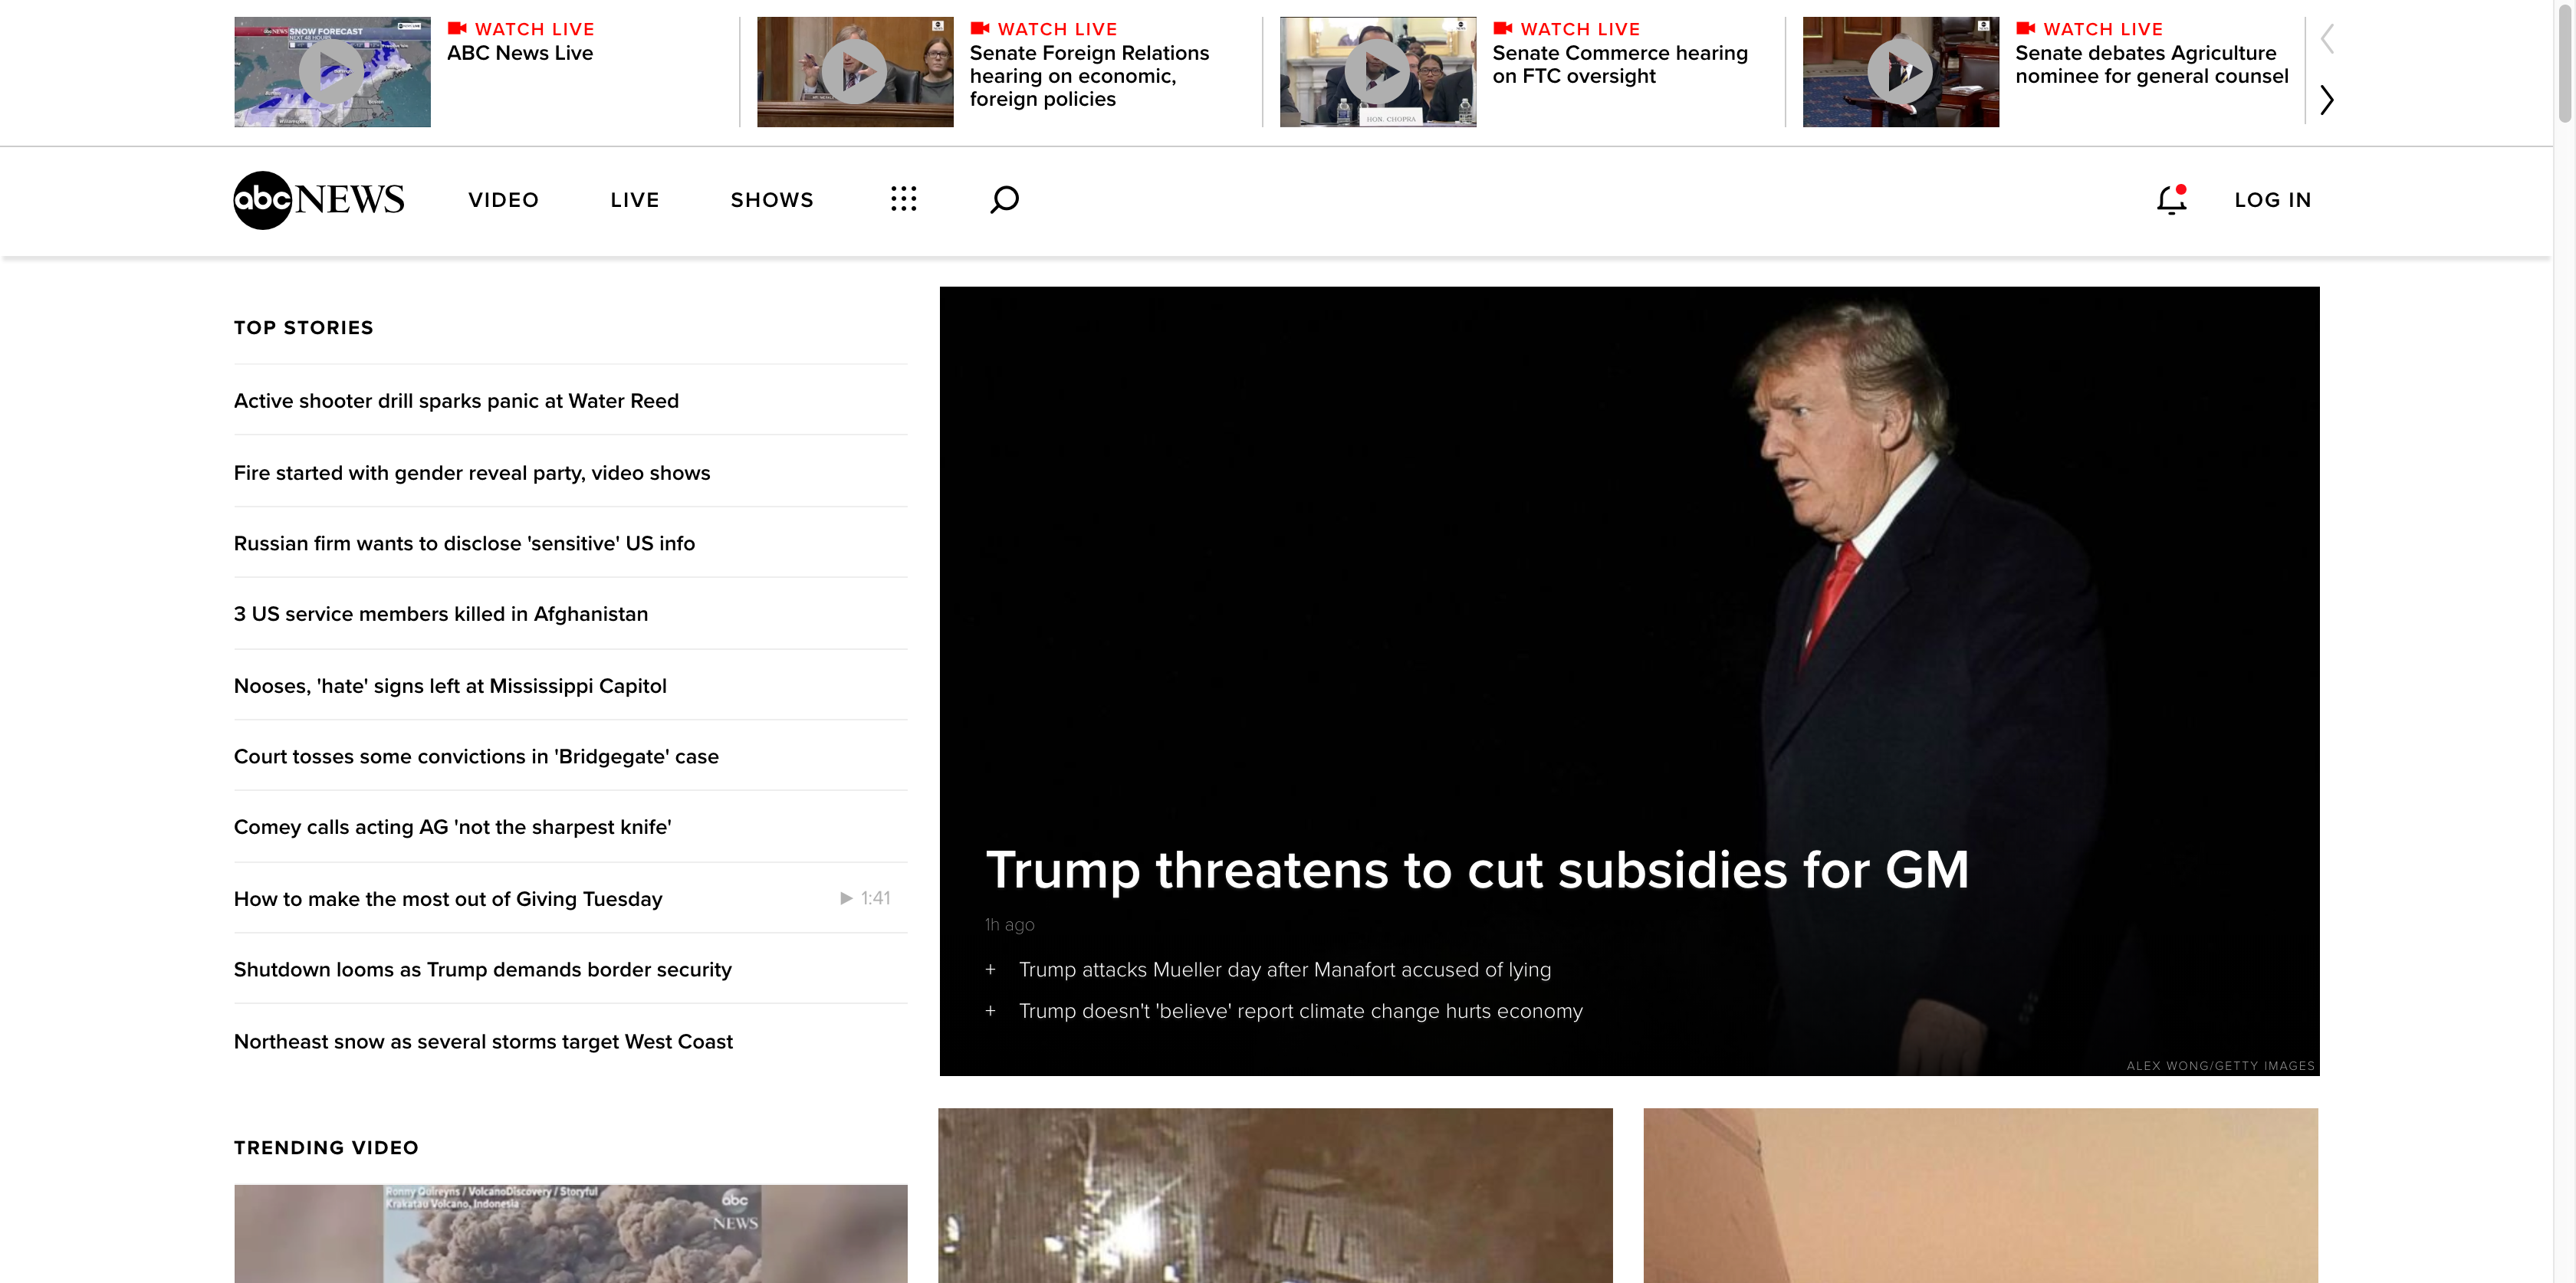 SNOW FORECAST
NEXT 48 HOURS
WATCH LIVE
ABC News Live
WATCH LIVE
Senate Foreign Relations
hearing on economic,
foreign policies
HON. CHOPRA
WATCH LIVE
Senate Commerce hearing
on FTC oversight
WATCH LIVE
Senate debates Agriculture
nominee for general counsel
abc NEWS
VIDEO
LIVE
SHOWS
LOG IN
TOP STORIES
Active shooter drill sparks panic at Water Reed
Fire started with gender reveal party, video shows
Russian firm wants to disclose 'sensitive' US info
3 US service members killed in Afghanistan
Nooses, 'hate' signs left at Mississippi Capitol
Court tosses some convictions in 'Bridgegate' case
Comey calls acting AG 'not the sharpest knife'
How to make the most out of Giving Tuesday 1:41
Shutdown looms as Trump demands border security
Northeast snow as several storms target West Coast
Trump threatens to cut subsidies for GM
1h ago
+ Trump attacks Mueller day after Manafort accused of lying
+ Trump doesn't 'believe' report climate change hurts economy
ALEX WONG/GETTY IMAGES
TRENDING VIDEO
Ronny Quireyns / VolcanoDiscovery / Storyful
Krakatau Volcano, Indonesia
abc
NEWS